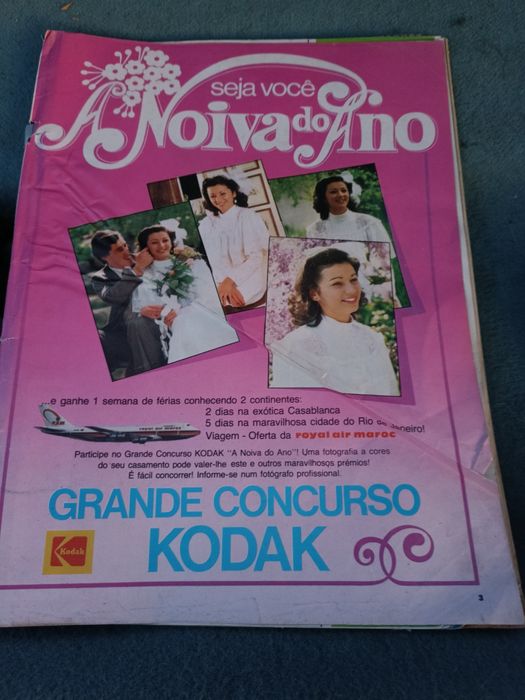 seja você
A Noiva do Ano
e ganhe 1 semana de férias conhecendo 2 continentes:
2 dias na exótica Casablanca
5 dias na maravilhosa cidade do Rio de Janeiro!
Viagem - Oferta da royal air maroc
royal air maroc
Participe no Grande Concurso KODAK "A Noiva do Ano"! Uma fotografia a cores
do seu casamento pode valer-lhe este e outros maravilhosos prémios!
É fácil concorrer! Informe-se num fotógrafo profissional.
GRANDE CONCURSO
KODAK
Kodak
3